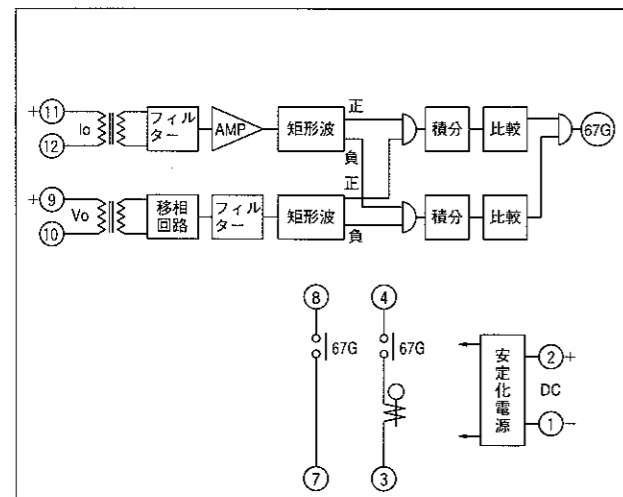 +⑪ Io ⑫
フィルター
AMP
矩形波
正
負
積分
比較
67G
+⑨ Vo ⑩
移相回路
フィルター
矩形波
正
負
積分
比較
⑧
67G
⑦
④
67G
③
安定化電源
②+
DC
①−